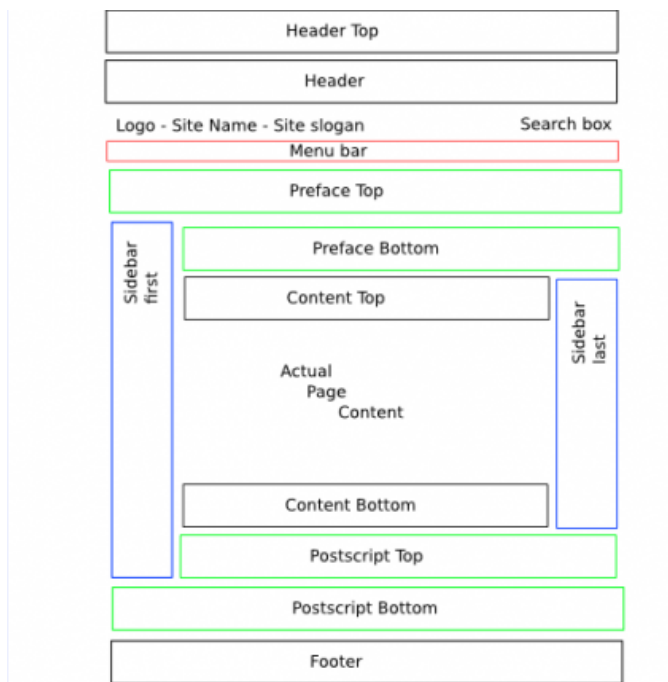 Header Top
Header
Logo - Site Name - Site slogan
Search box
Menu bar
Preface Top
Sidebar
first
Preface Bottom
Content Top
Sidebar
last
Actual
Page
Content
Content Bottom
Postscript Top
Postscript Bottom
Footer